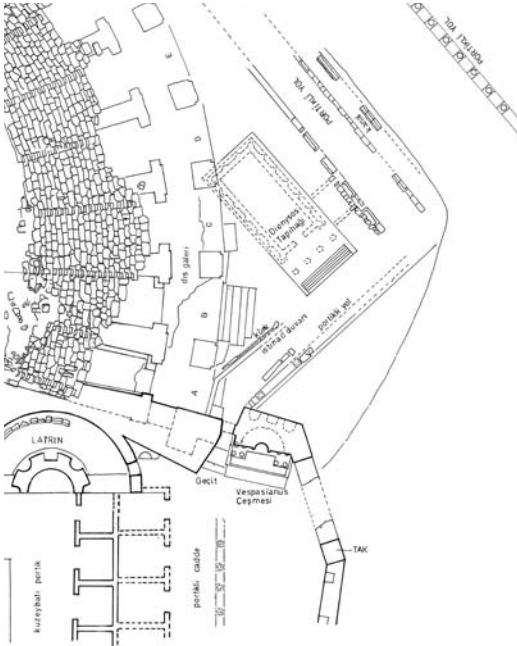 PORTİKLİ YOL
E
PORTİKLİ YOL
D
Dionysos
Tapınağı
C
dış galeri
B
portikli yol
istinad duvarı
A
LATRİN
Geçit
Vespasianus
Çeşmesi
TAK
kuzeybatı portik
portikli cadde